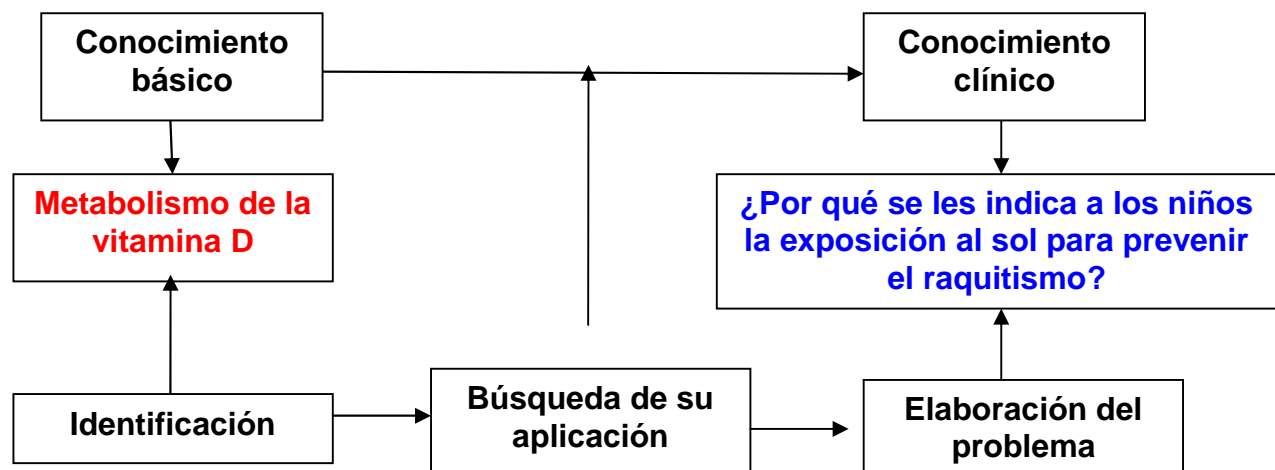 Conocimiento
básico
Conocimiento
clínico
Metabolismo de la
vitamina D
¿Por qué se les indica a los niños
la exposición al sol para prevenir
el raquitismo?
Identificación
Búsqueda de su
aplicación
Elaboración del
problema